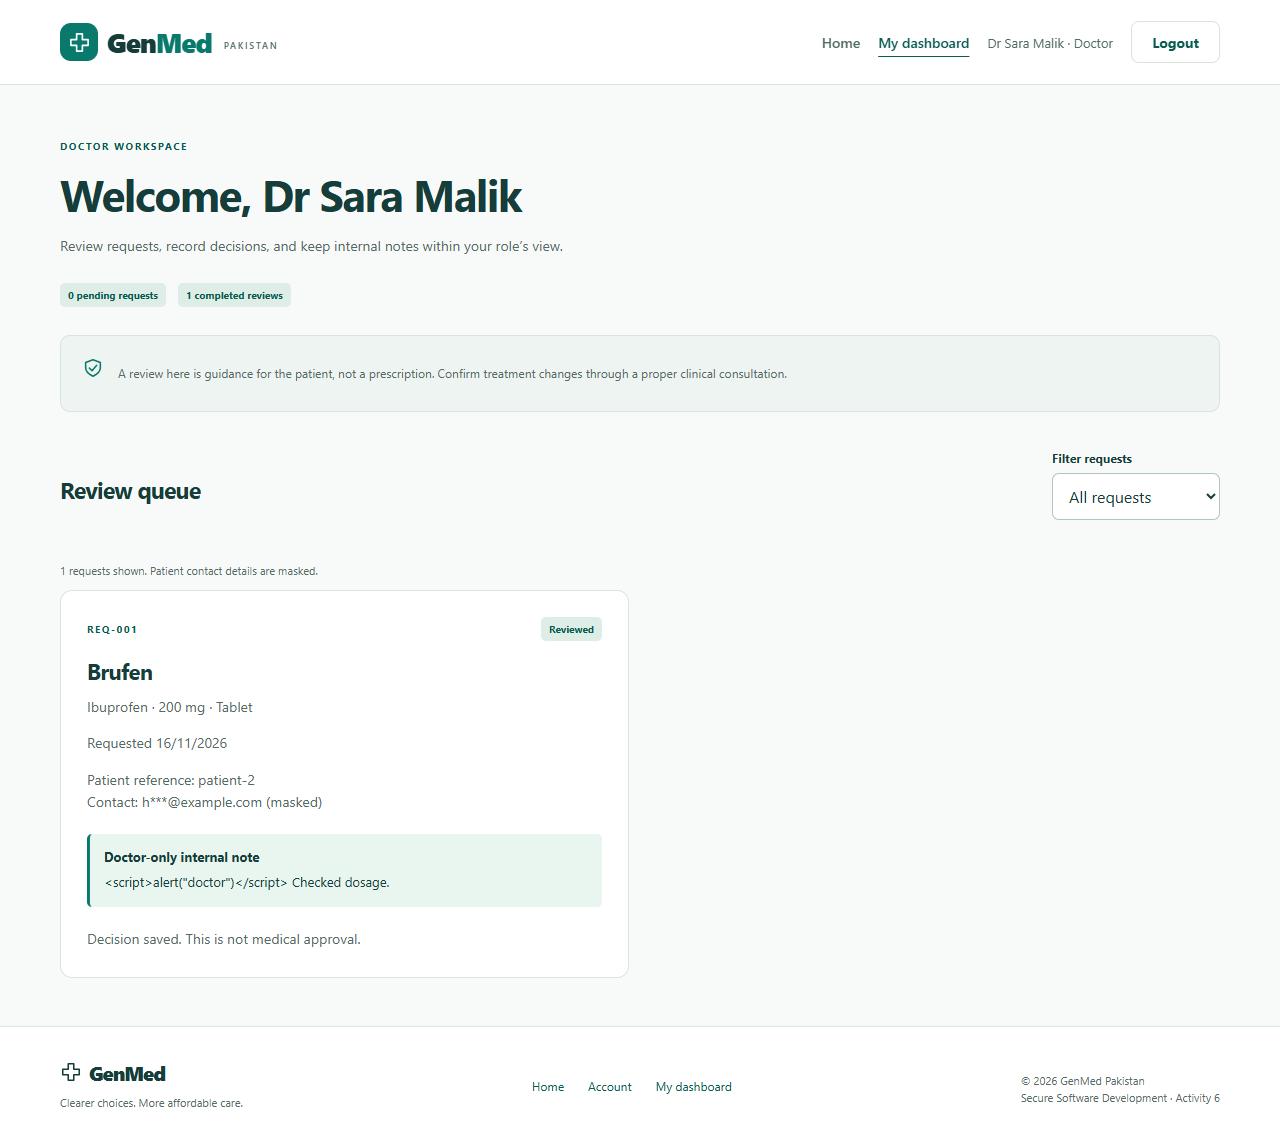 GenMed PAKISTAN
Home My dashboard Dr Sara Malik · Doctor Logout
DOCTOR WORKSPACE
Welcome, Dr Sara Malik
Review requests, record decisions, and keep internal notes within your role’s view.
0 pending requests 1 completed reviews
A review here is guidance for the patient, not a prescription. Confirm treatment changes through a proper clinical consultation.
Filter requests
Review queue
All requests
1 requests shown. Patient contact details are masked.
REQ-001 Reviewed
Brufen
Ibuprofen · 200 mg · Tablet
Requested 16/11/2026
Patient reference: patient-2
Contact: h***@example.com (masked)
Doctor-only internal note
<script>alert("doctor")</script> Checked dosage.
Decision saved. This is not medical approval.
GenMed
Clearer choices. More affordable care.
Home Account My dashboard
© 2026 GenMed Pakistan
Secure Software Development · Activity 6